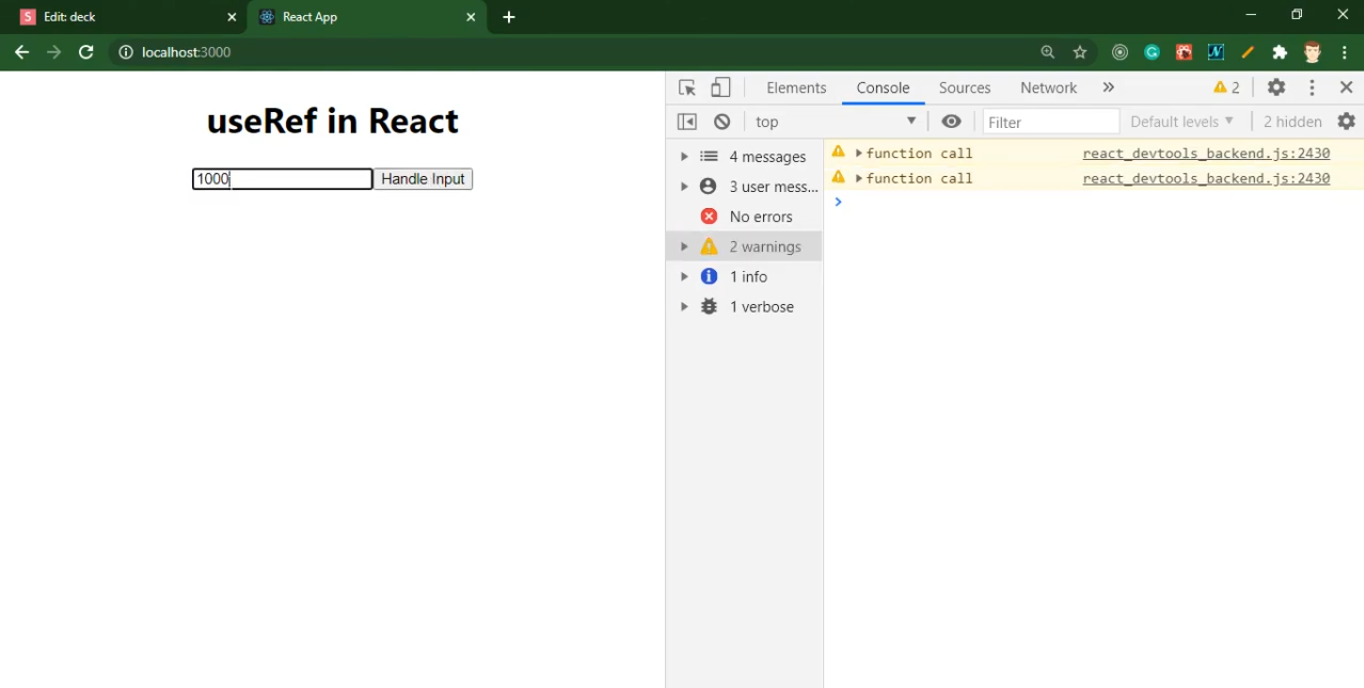 Edit: deck
React App
localhost:3000
useRef in React
1000
Handle Input
Elements
Console
Sources
Network
2
top
Filter
Default levels
2 hidden
4 messages
3 user mess...
No errors
2 warnings
1 info
1 verbose
function call react_devtools_backend.js:2430
function call react_devtools_backend.js:2430